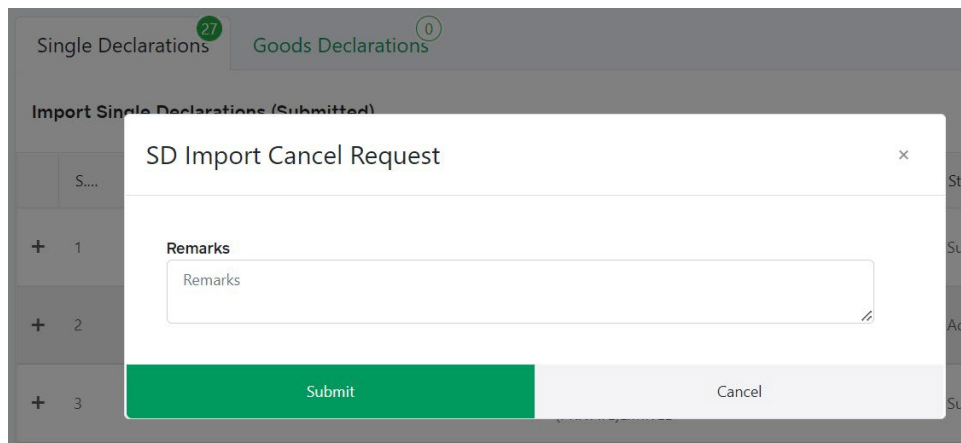 Single Declarations 27 Goods Declarations 0
Import Single Declarations (Submitted)
SD Import Cancel Request ×
S....
+ 1
Remarks
Remarks
+ 2
Submit Cancel
+ 3